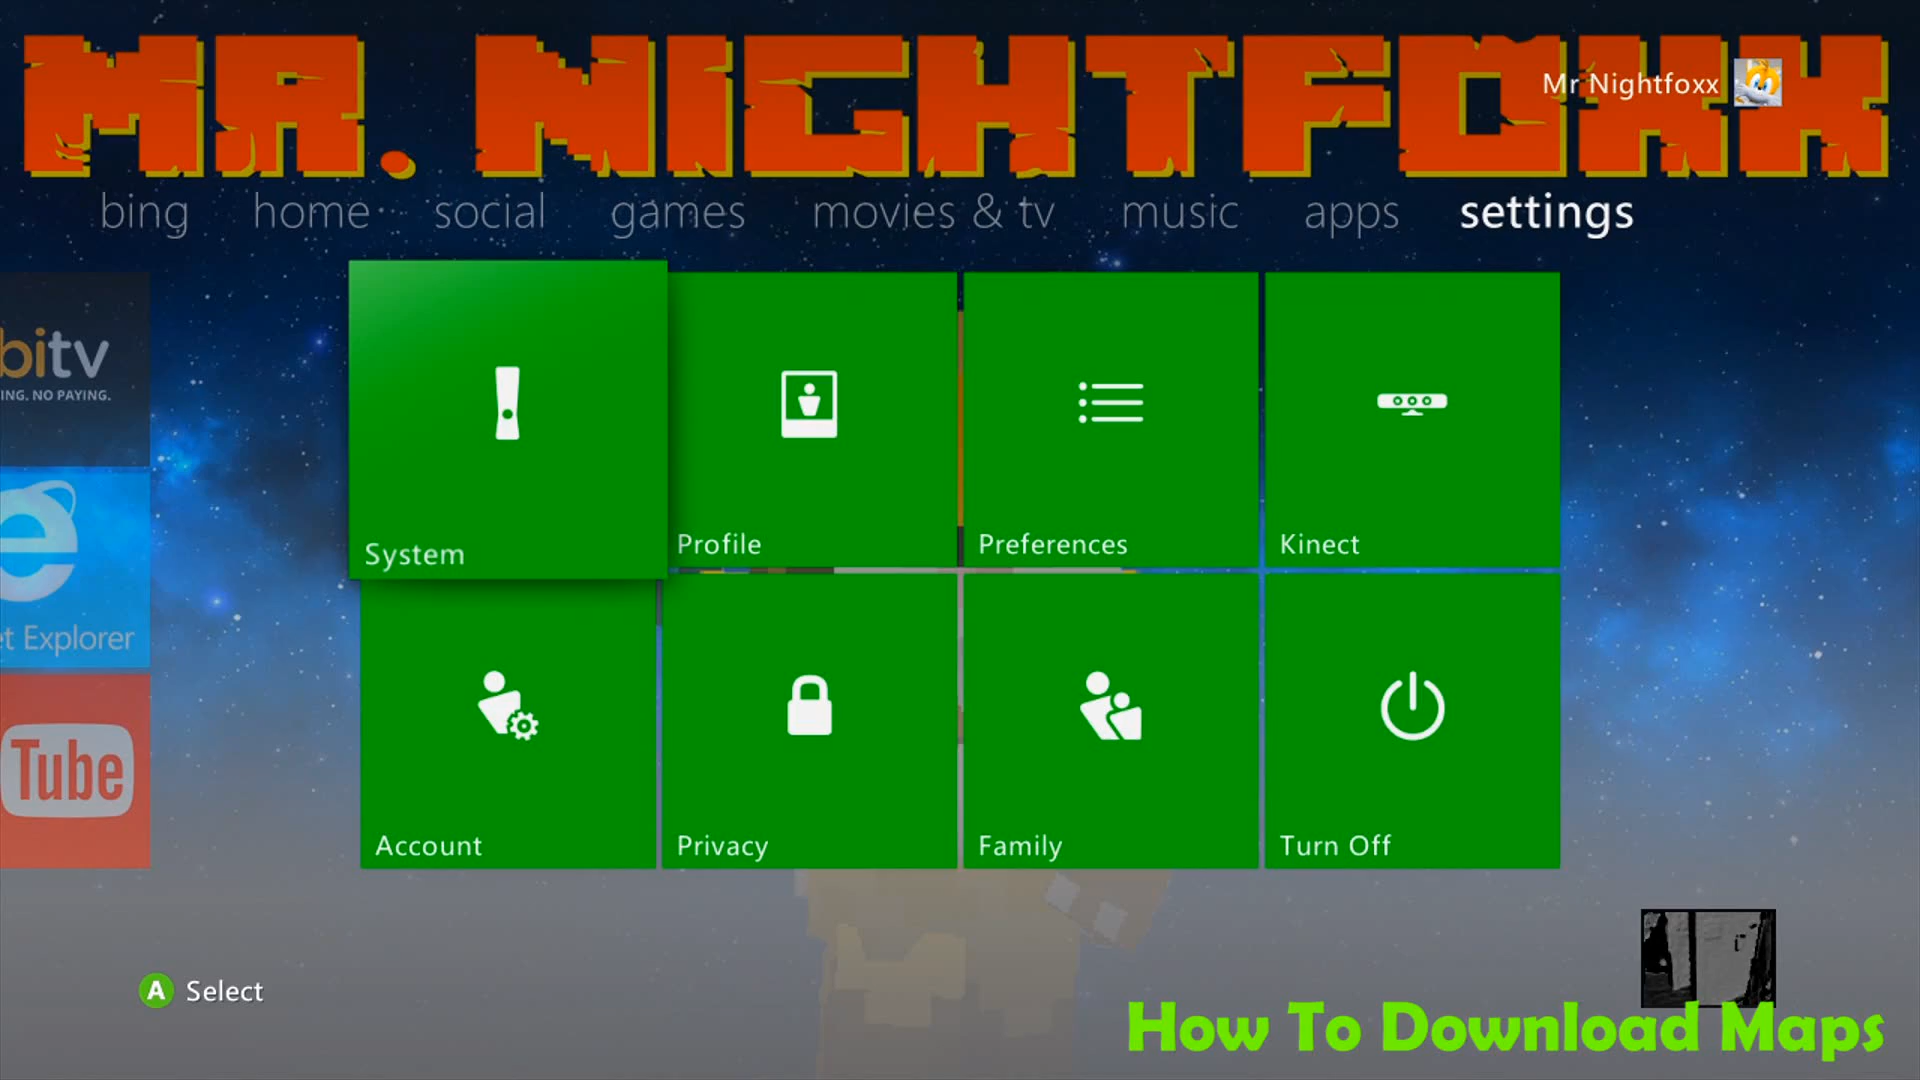 MR. NIGHTFOXX
Mr Nightfoxx
bing home social games movies & tv music apps settings
bitv
ING. NO PAYING.
et Explorer
Tube
System
Profile
Preferences
Kinect
Account
Privacy
Family
Turn Off
A Select
How To Download Maps